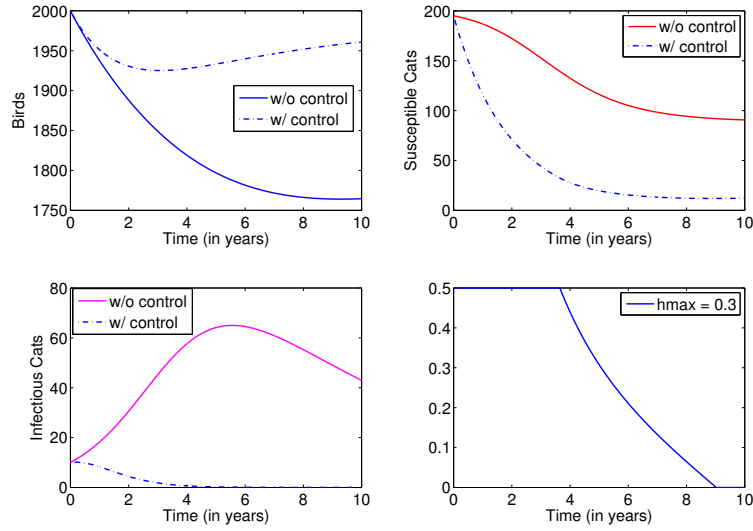 2000
1950
1900
1850
1800
1750
Birds
w/o control
w/ control
0 2 4 6 8 10
Time (in years)
200
150
100
50
0
Susceptible Cats
w/o control
w/ control
0 2 4 6 8 10
Time (in years)
80
60
40
20
0
Infectious Cats
w/o control
w/ control
0 2 4 6 8 10
Time (in years)
0.5
0.4
0.3
0.2
0.1
0
hmax = 0.3
0 2 4 6 8 10
Time (in years)